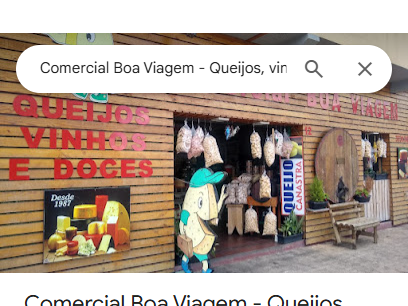 Comercial Boa Viagem - Queijos, vin
BOA VIAGEM
QUEIJOS
VINHOS
E DOCES
Desde
1987
QUEIJO
CANASTRA
Comercial Boa Viagem - Queijos,